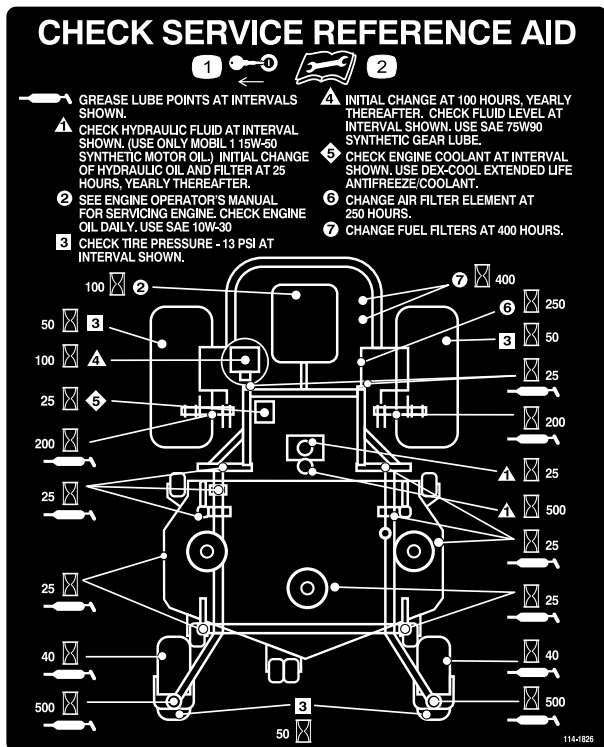 CHECK SERVICE REFERENCE AID
1 2
GREASE LUBE POINTS AT INTERVALS
SHOWN.
1 CHECK HYDRAULIC FLUID AT INTERVAL
SHOWN. (USE ONLY MOBIL 1 15W-50
SYNTHETIC MOTOR OIL.) INITIAL CHANGE
OF HYDRAULIC OIL AND FILTER AT 25
HOURS, YEARLY THEREAFTER.
2 SEE ENGINE OPERATOR'S MANUAL
FOR SERVICING ENGINE. CHECK ENGINE
OIL DAILY. USE SAE 10W-30
3 CHECK TIRE PRESSURE - 13 PSI AT
INTERVAL SHOWN.
4 INITIAL CHANGE AT 100 HOURS, YEARLY
THEREAFTER. CHECK FLUID LEVEL AT
INTERVAL SHOWN. USE SAE 75W90
SYNTHETIC GEAR LUBE.
5 CHECK ENGINE COOLANT AT INTERVAL
SHOWN. USE DEX-COOL EXTENDED LIFE
ANTIFREEZE/COOLANT.
6 CHANGE AIR FILTER ELEMENT AT
250 HOURS.
7 CHANGE FUEL FILTERS AT 400 HOURS.
100 2
7 400
6 250
50 3
3 50
100 4
25
25 5
200
200
1 25
25
1 500
25
25
25
40
40
500
500
3
50
114-1826